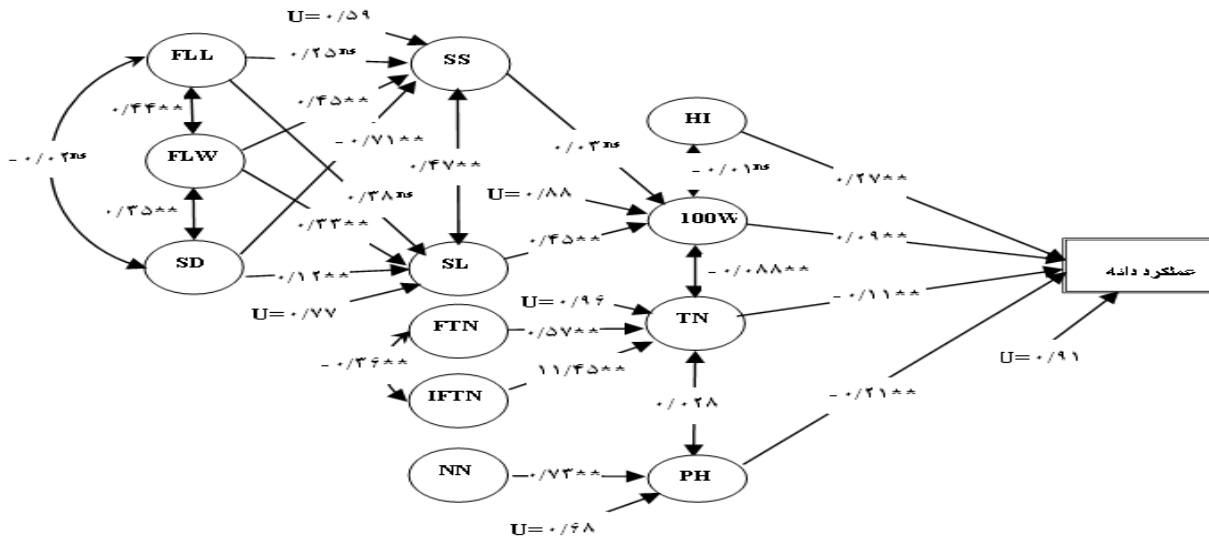 U= ۰/۵۹
FLL
۰/۲۵ns
SS
۰/۴۴**
۰/۴۵**
HI
- ۰/۷۱**
- ۰/۰۲ns
FLW
۰/۰۳ns
- ۰/۰۱ns
۰/۴۷**
۰/۲۷**
۰/۳۸ns
U= ۰/۸۸
۰/۳۵**
۰/۳۳**
100W
۰/۴۵**
۰/۰۹**
SD
SL
۰/۱۲**
- ۰/۰۸۸**
عملکرد دانه
U= ۰/۷۷
U= ۰/۹۶
- ۰/۱۱**
FTN
TN
۰/۵۷**
- ۰/۳۶**
U= ۰/۹۱
۱۱/۴۵**
IFTN
۰/۰۲۸
- ۰/۲۱**
NN
۰/۷۳**
PH
U= ۰/۶۸